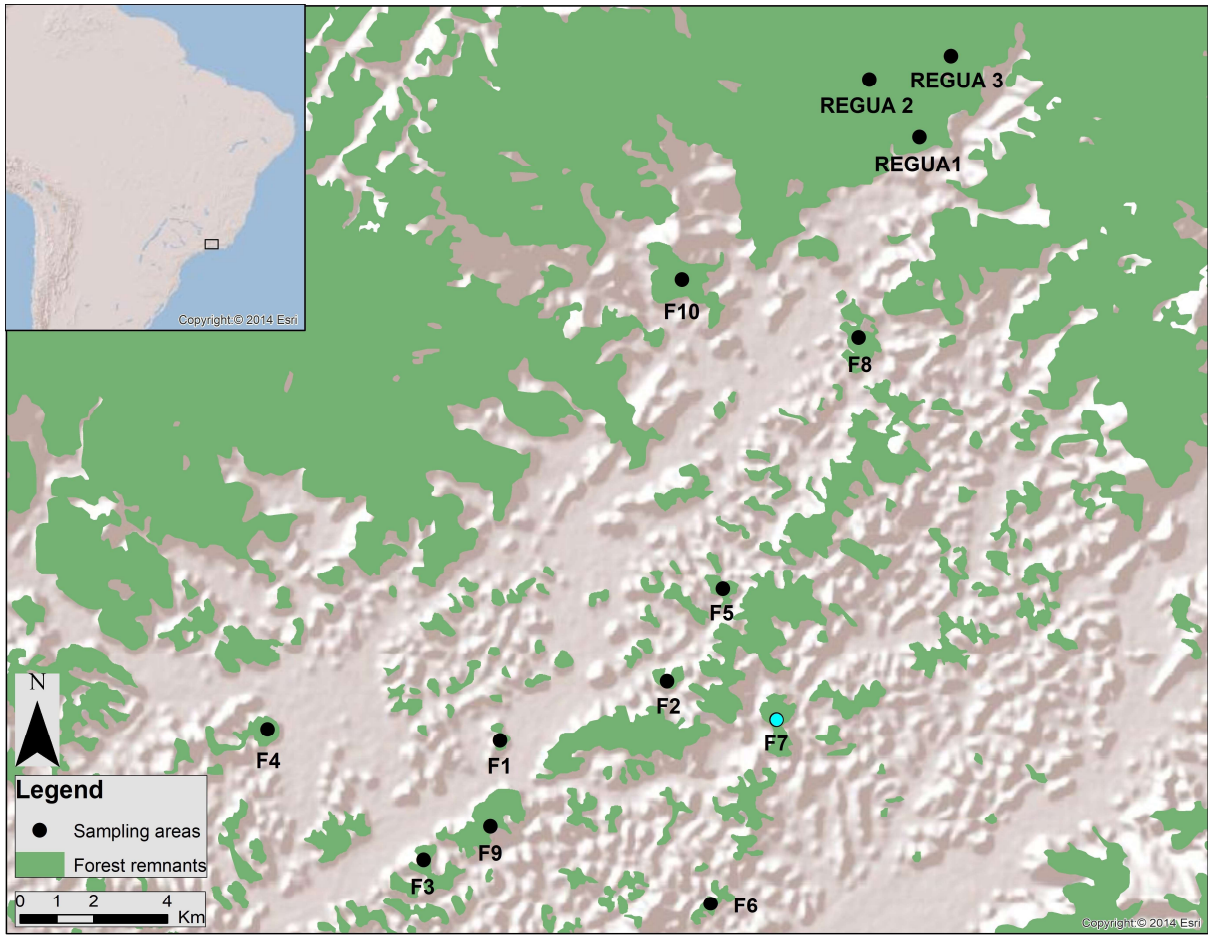 Copyright:© 2014 Esri
REGUA 3
REGUA 2
REGUA1
F10
F8
F5
F2
F7
F4
F1
F9
F3
F6
N
Legend
Sampling areas
Forest remnants
0 1 2 4
Km
Copyright:© 2014 Esri